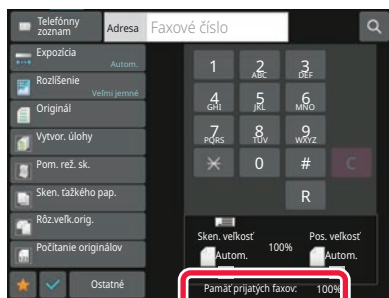 Telefónny
zoznam
Adresa
Faxové číslo
Expozícia
Autom.
Rozlíšenie
Veľmi jemné
Originál
Vytvor. úlohy
Pom. rež. sk.
Sken. ťažkého pap.
Rôz.veľk.orig.
Počítanie originálov
Ostatné
1
2
ABC
3
DEF
4
GHI
5
JKL
6
MNO
7
PQRS
8
TUV
9
WXYZ
0
#
C
R
Sken. veľkosť
Pos. veľkosť
100%
Autom.
Autom.
Pamäť prijatých faxov: 100%